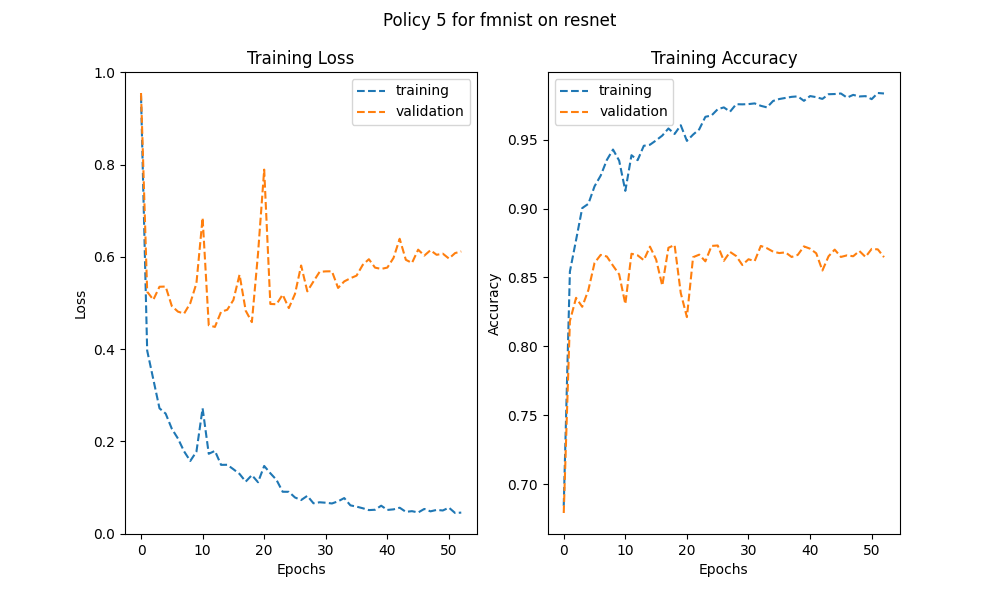 Policy 5 for fmnist on resnet
Training Loss
Training Accuracy
1.0
0.8
0.6
0.4
0.2
0.0
Loss
training
validation
0 10 20 30 40 50
Epochs
0.95
0.90
0.85
0.80
0.75
0.70
Accuracy
training
validation
0 10 20 30 40 50
Epochs